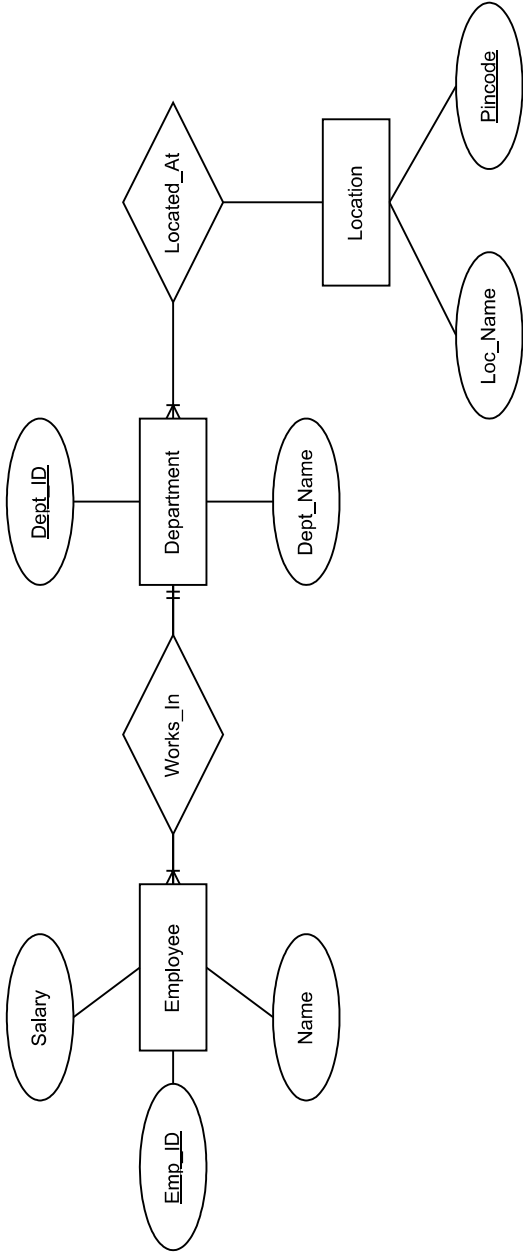 Salary
Emp_ID
Employee
Name
Works_In
Dept_ID
Department
Dept_Name
Located_At
Location
Loc_Name
Pincode